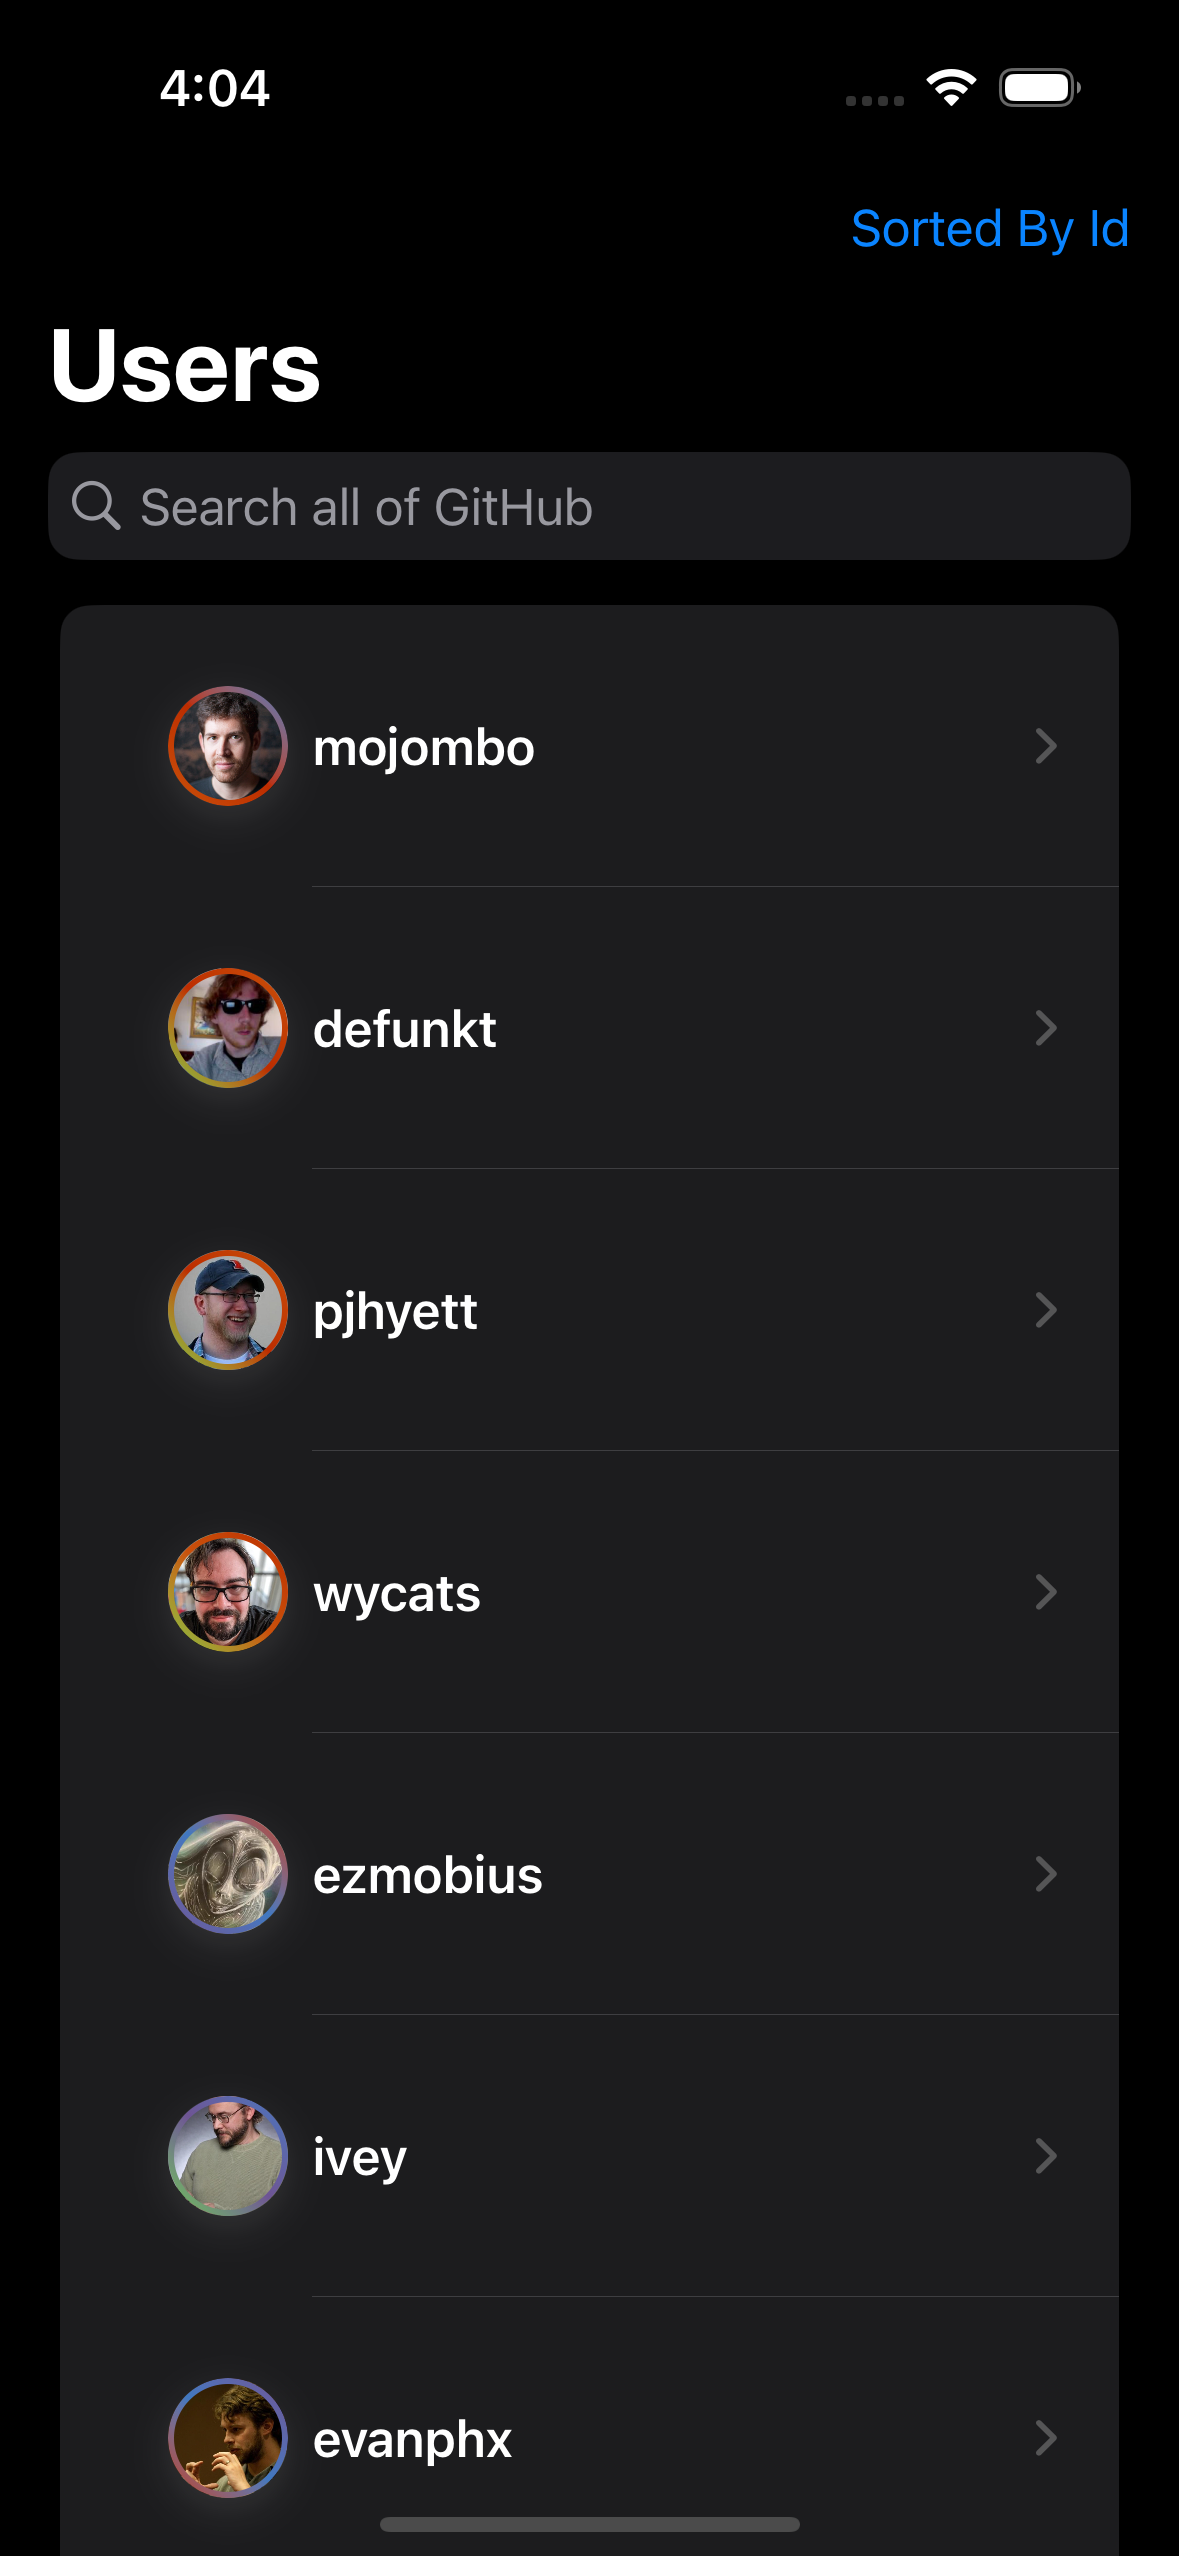 4:04
Sorted By Id
Users
Search all of GitHub
mojombo
defunkt
pjhyett
wycats
ezmobius
ivey
evanphx